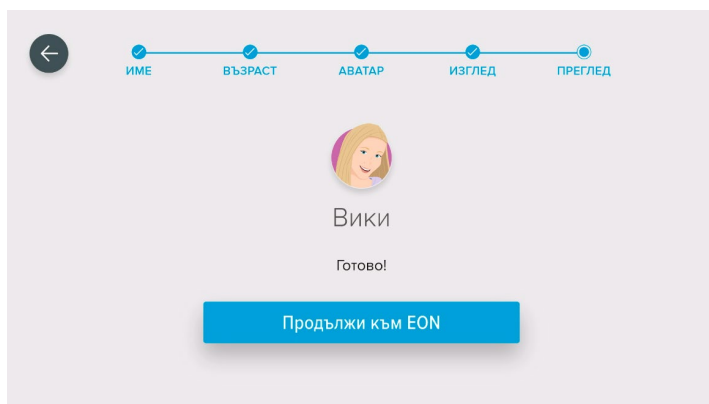 ИМЕ
ВЪЗРАСТ
АВАТАР
ИЗГЛЕД
ПРЕГЛЕД
Вики
Готово!
Продължи към EON